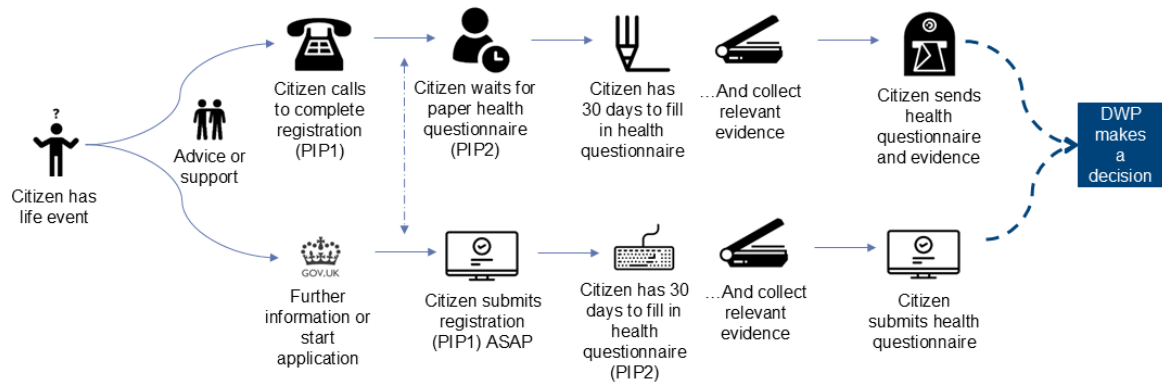 ?
Citizen has
life event
Advice or
support
Citizen calls
to complete
registration
(PIP1)
Citizen waits for
paper health
questionnaire
(PIP2)
Citizen has
30 days to fill
in health
questionnaire
…And collect
relevant
evidence
Citizen sends
health
questionnaire
and evidence
DWP
makes
a
decision
GOV.UK
Further
information or
start
application
Citizen submits
registration
(PIP1) ASAP
Citizen has 30
days to fill in
health
questionnaire
(PIP2)
…And collect
relevant
evidence
Citizen
submits health
questionnaire